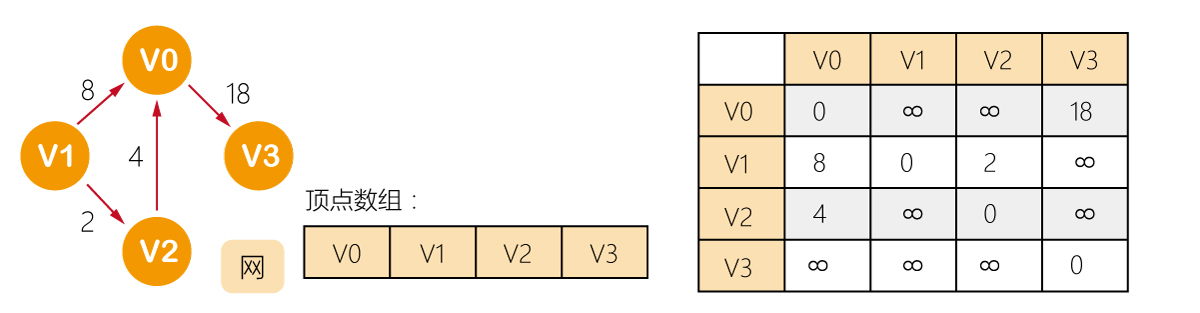 V0
8
18
V1
4
V3
2
V2
网
顶点数组：
V0 V1 V2 V3
V0 V1 V2 V3
V0 0 ∞ ∞ 18
V1 8 0 2 ∞
V2 4 ∞ 0 ∞
V3 ∞ ∞ ∞ 0